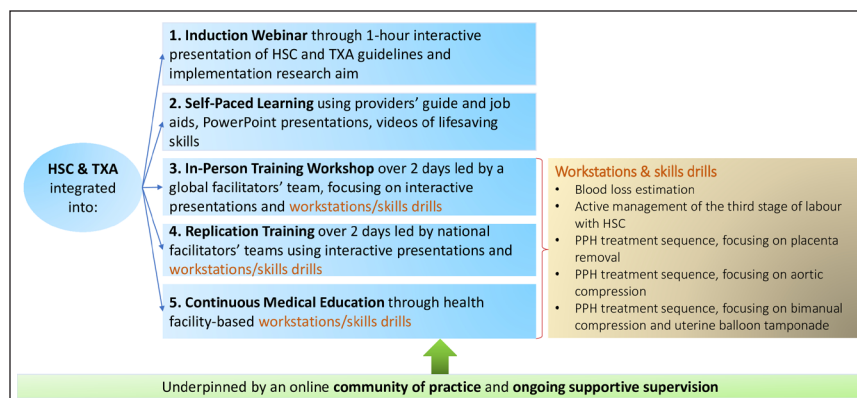 1. Induction Webinar through 1-hour interactive
presentation of HSC and TXA guidelines and
implementation research aim
2. Self-Paced Learning using providers’ guide and job
aids, PowerPoint presentations, videos of lifesaving
skills
HSC & TXA
integrated
into:
3. In-Person Training Workshop over 2 days led by a
global facilitators’ team, focusing on interactive
presentations and workstations/skills drills
4. Replication Training over 2 days led by national
facilitators’ teams using interactive presentations and
workstations/skills drills
5. Continuous Medical Education through health
facility-based workstations/skills drills
Workstations & skills drills
• Blood loss estimation
• Active management of the third stage of labour
with HSC
• PPH treatment sequence, focusing on placenta
removal
• PPH treatment sequence, focusing on aortic
compression
• PPH treatment sequence, focusing on bimanual
compression and uterine balloon tamponade
Underpinned by an online community of practice and ongoing supportive supervision